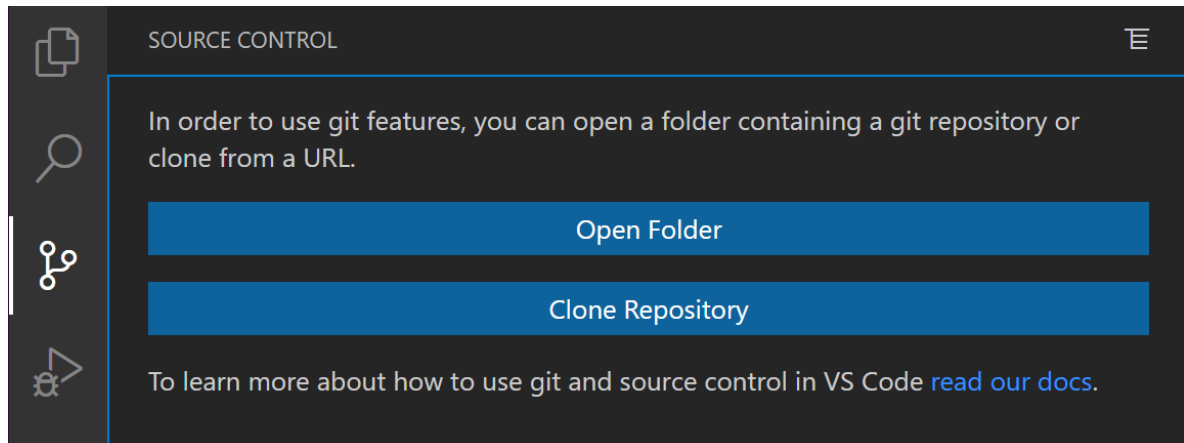 SOURCE CONTROL
In order to use git features, you can open a folder containing a git repository or
clone from a URL.
Open Folder
Clone Repository
To learn more about how to use git and source control in VS Code read our docs.